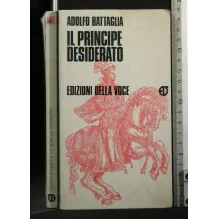 ADOLFO BATTAGLIA
IL PRINCIPE
DESIDERATO
EDIZIONI DELLA VOCE